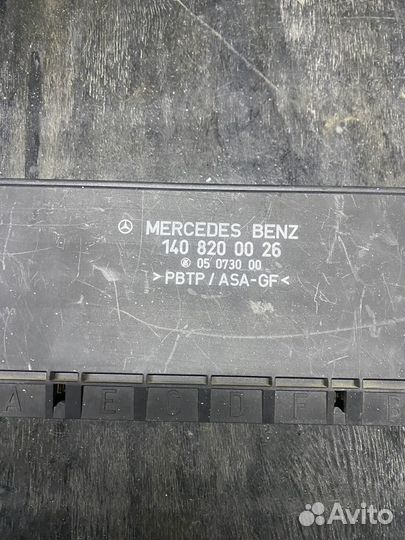 MERCEDES BENZ
140 820 00 26
05 0730 00
>PBTP/ASA-GF<
A E C D F B
Avito